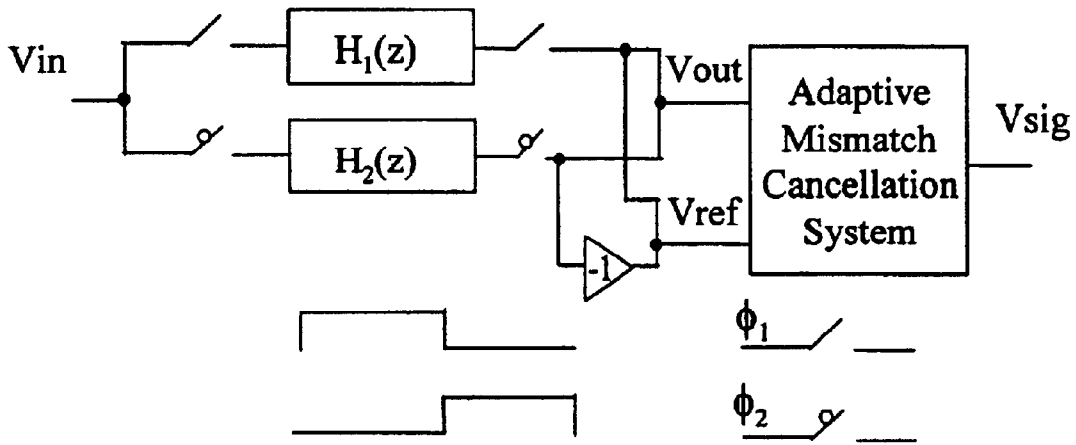 Vin
H₁(z)
Vout
Adaptive
Mismatch
Cancellation
System
Vsig
H₂(z)
Vref
-1
ϕ₁
ϕ₂